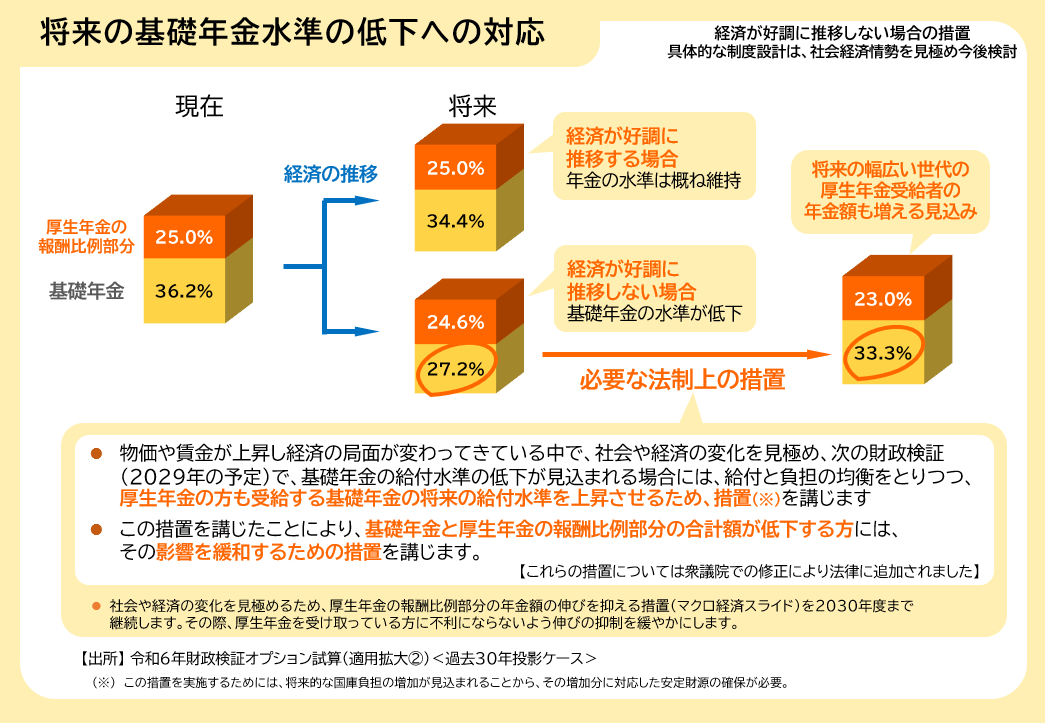 将来の基礎年金水準の低下への対応
経済が好調に推移しない場合の措置
具体的な制度設計は、社会経済情勢を見極め今後検討
現在
将来
厚生年金の
報酬比例部分
基礎年金
25.0%
36.2%
経済の推移
25.0%
34.4%
経済が好調に
推移する場合
年金の水準は概ね維持
24.6%
27.2%
経済が好調に
推移しない場合
基礎年金の水準が低下
必要な法制上の措置
将来の幅広い世代の
厚生年金受給者の
年金額も増える見込み
23.0%
33.3%
● 物価や賃金が上昇し経済の局面が変わってきている中で、社会や経済の変化を見極め、次の財政検証
（2029年の予定）で、基礎年金の給付水準の低下が見込まれる場合には、給付と負担の均衡をとりつつ、
厚生年金の方も受給する基礎年金の将来の給付水準を上昇させるため、措置（※）を講じます
● この措置を講じたことにより、基礎年金と厚生年金の報酬比例部分の合計額が低下する方には、
その影響を緩和するための措置を講じます。
【これらの措置については衆議院での修正により法律に追加されました】
● 社会や経済の変化を見極めるため、厚生年金の報酬比例部分の年金額の伸びを抑える措置（マクロ経済スライド）を2030年度まで
継続します。その際、厚生年金を受け取っている方に不利にならないよう伸びの抑制を緩やかにします。
【出所】令和6年財政検証オプション試算（適用拡大②）＜過去30年投影ケース＞
（※）この措置を実施するためには、将来的な国庫負担の増加が見込まれることから、その増加分に対応した安定財源の確保が必要。